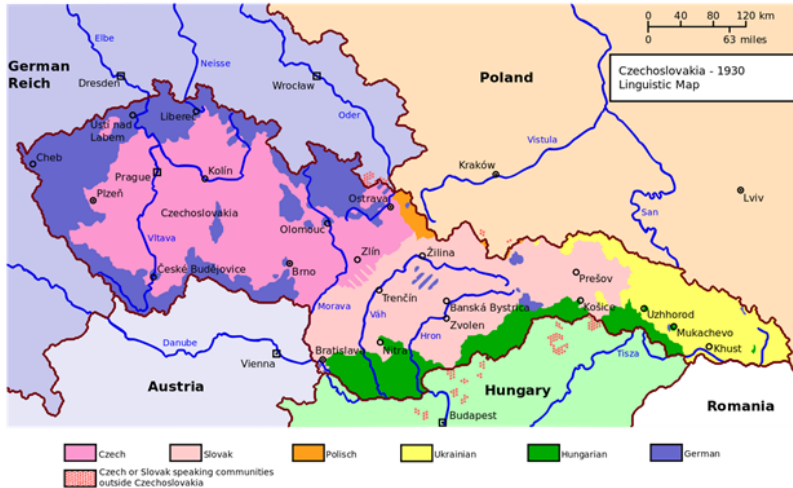 0 40 80 120 km
0 63 miles
Czechoslovakia - 1930
Linguistic Map
Elbe
Neisse
German
Reich
Dresden
Wrocław
Poland
Oder
Liberec
Ústí nad
Labem
Vistula
Cheb
Prague
Kolín
Kraków
Lviv
Plzeň
Ostrava
San
Czechoslovakia
Olomouc
Vltava
Zlín
Žilina
České Budějovice
Brno
Prešov
Morava
Trenčín
Váh
Banská Bystrica
Košice
Uzhhorod
Zvolen
Mukachevo
Hron
Danube
Bratislava
Nitra
Khust
Vienna
Tisza
Austria
Hungary
Romania
Budapest
Czech
Slovak
Polisch
Ukrainian
Hungarian
German
Czech or Slovak speaking communities
outside Czechoslovakia